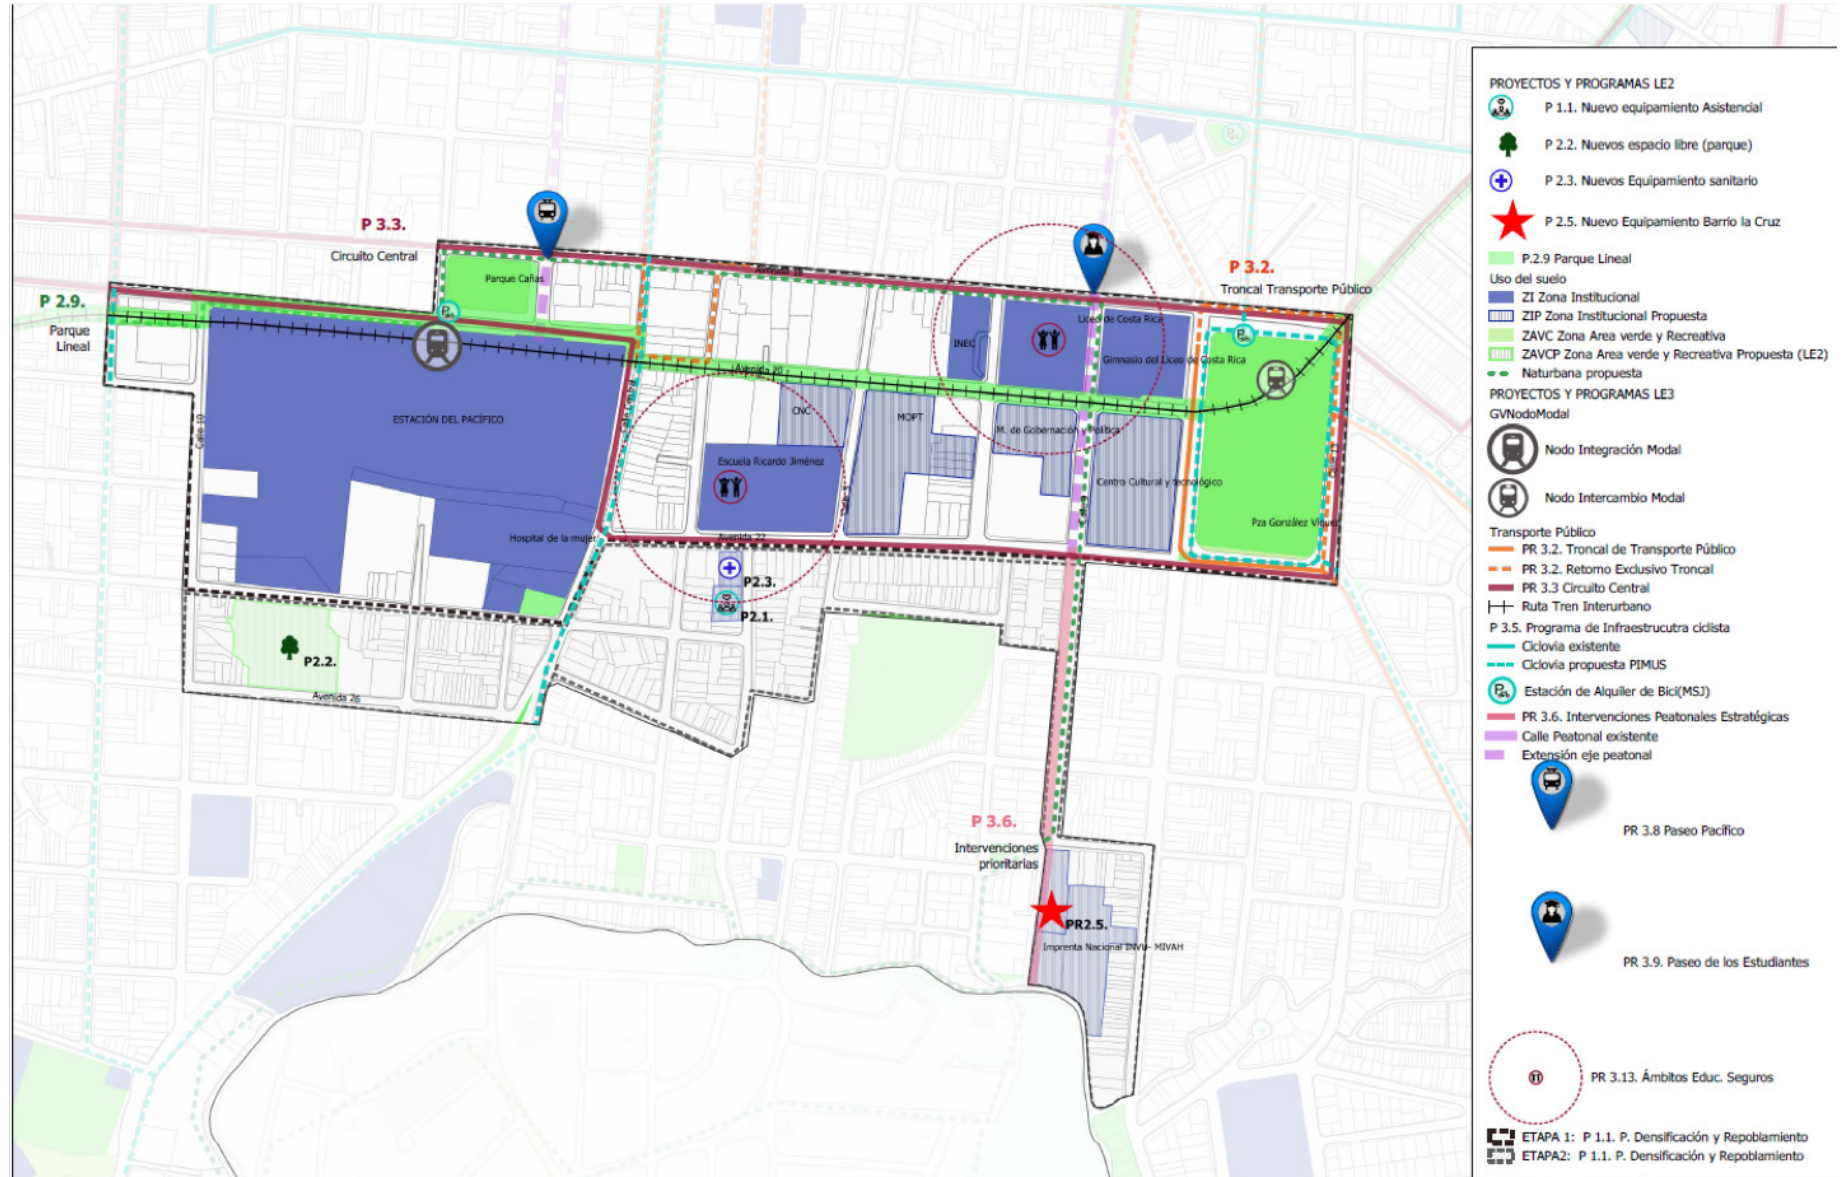 P 3.3.
Circuito Central
Parque Cañas
Avenida 18
P 3.2.
Troncal Transporte Público
P 2.9.
Parque
Lineal
Liceo de Costa Rica
INEC
Gimnasio del Liceo de Costa Rica
Avenida 20
Calle Central
CNC
MOPT
M. de Gobernación y Política
ESTACIÓN DEL PACÍFICO
Calle 10
Escuela Ricardo Jiménez
Centro Cultural y tecnológico
Calle 9
Pza González Víquez
Hospital de la mujer
Avenida 22
P2.3.
P2.1.
P2.2.
Avenida 26
P 3.6.
Intervenciones
prioritarias
PR2.5.
Imprenta Nacional INVU- MIVAH
PROYECTOS Y PROGRAMAS LE2
P 1.1. Nuevo equipamiento Asistencial
P 2.2. Nuevos espacio libre (parque)
P 2.3. Nuevos Equipamiento sanitario
P 2.5. Nuevo Equipamiento Barrio la Cruz
P.2.9 Parque Lineal
Uso del suelo
ZI Zona Institucional
ZIP Zona Institucional Propuesta
ZAVC Zona Area verde y Recreativa
ZAVCP Zona Area verde y Recreativa Propuesta (LE2)
Naturbana propuesta
PROYECTOS Y PROGRAMAS LE3
GVNodoModal
Nodo Integración Modal
Nodo Intercambio Modal
Transporte Público
PR 3.2. Troncal de Transporte Público
PR 3.2. Retorno Exclusivo Troncal
PR 3.3 Circuito Central
Ruta Tren Interurbano
P 3.5. Programa de Infraestrucutra ciclista
Ciclovia existente
Ciclovia propuesta PIMUS
Estación de Alquiler de Bici(MSJ)
PR 3.6. Intervenciones Peatonales Estratégicas
Calle Peatonal existente
Extensión eje peatonal
PR 3.8 Paseo Pacífico
PR 3.9. Paseo de los Estudiantes
PR 3.13. Ámbitos Educ. Seguros
ETAPA 1: P 1.1. P. Densificación y Repoblamiento
ETAPA2: P 1.1. P. Densificación y Repoblamiento